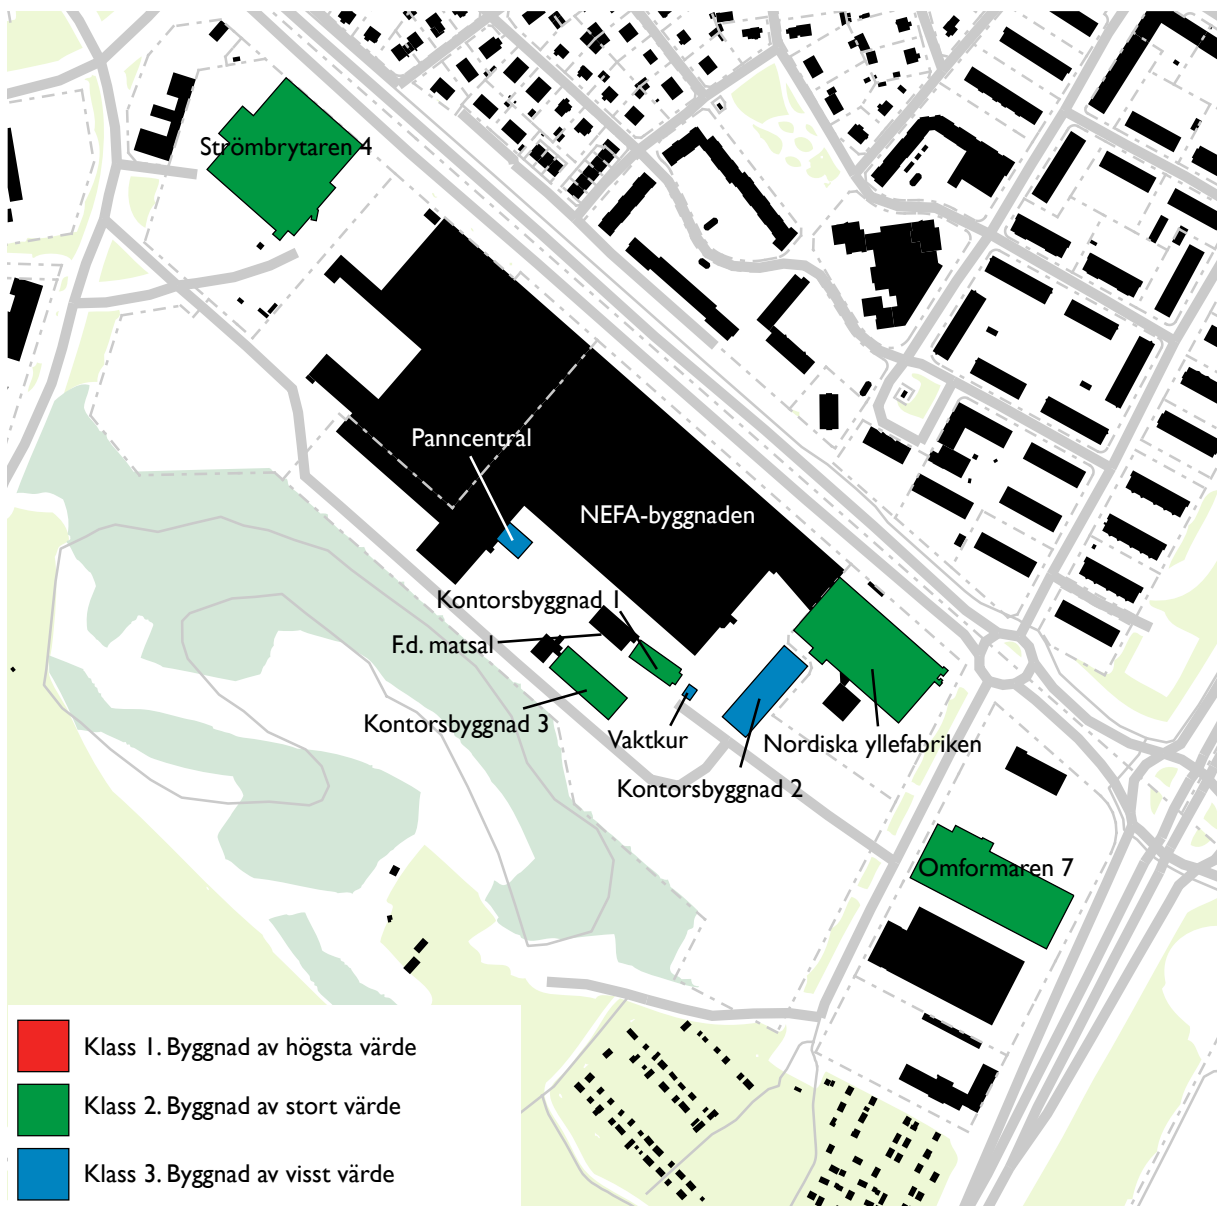 Strömbrytaren 4
Panncentral
NEFA-byggnaden
Kontorsbyggnad 1
F.d. matsal
Kontorsbyggnad 3
Vaktkur
Nordiska yllefabriken
Kontorsbyggnad 2
Omformaren 7
Klass 1. Byggnad av högsta värde
Klass 2. Byggnad av stort värde
Klass 3. Byggnad av visst värde